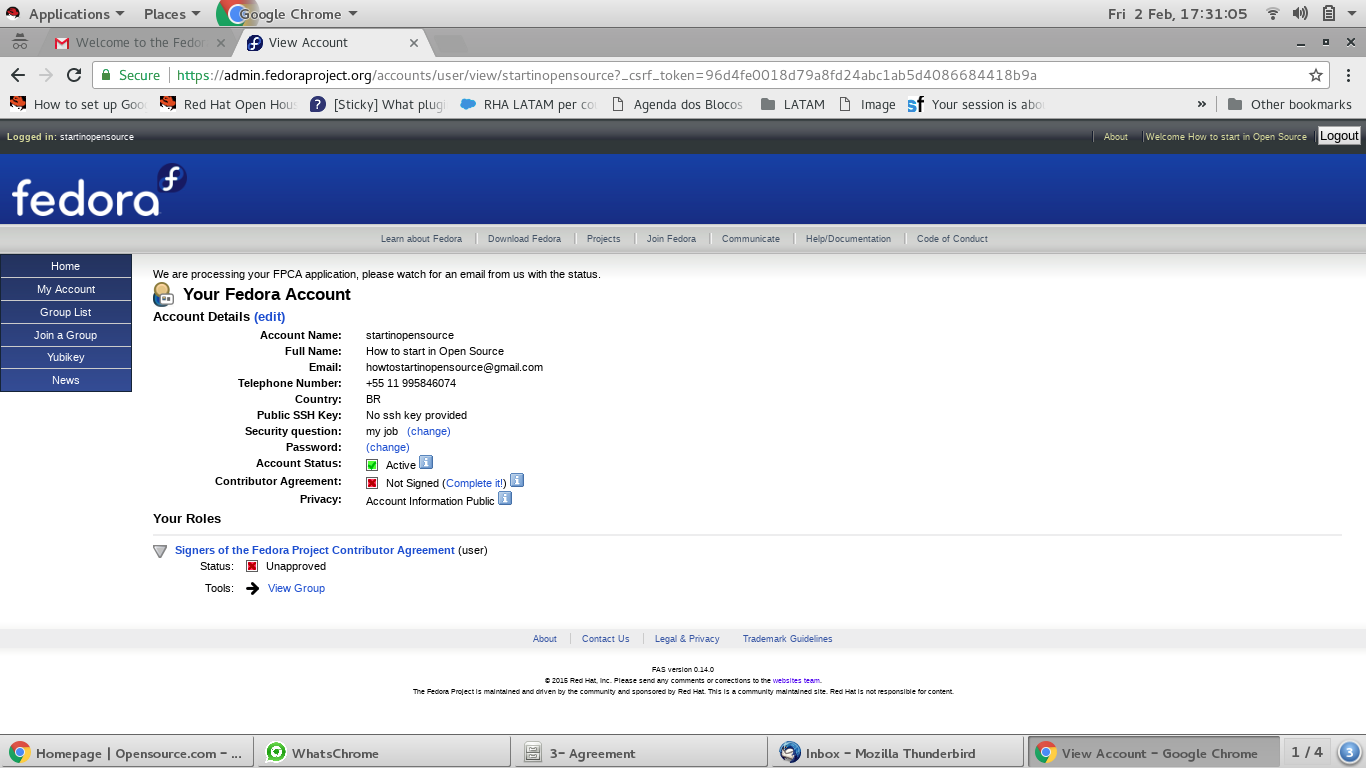 Applications Places Google Chrome Fri 2 Feb, 17:31:05
Welcome to the Fedor View Account
Secure https://admin.fedoraproject.org/accounts/user/view/startinopensource?_csrf_token=96d4fe0018d79a8fd24abc1ab5d4086684418b9a
How to set up Goo Red Hat Open Hous [Sticky] What plugi RHA LATAM per co Agenda dos Blocos LATAM Image Your session is abo » Other bookmarks
Logged in: startinopensource About Welcome How to start in Open Source Logout
fedora
Learn about Fedora Download Fedora Projects Join Fedora Communicate Help/Documentation Code of Conduct
Home
My Account
Group List
Join a Group
Yubikey
News
We are processing your FPCA application, please watch for an email from us with the status.
Your Fedora Account
Account Details (edit)
Account Name: startinopensource
Full Name: How to start in Open Source
Email: howtostartinopensource@gmail.com
Telephone Number: +55 11 995846074
Country: BR
Public SSH Key: No ssh key provided
Security question: my job (change)
Password: (change)
Account Status: Active
Contributor Agreement: Not Signed (Complete it!)
Privacy: Account Information Public
Your Roles
Signers of the Fedora Project Contributor Agreement (user)
Status: Unapproved
Tools: View Group
About Contact Us Legal & Privacy Trademark Guidelines
FAS version 0.14.0
© 2015 Red Hat, Inc. Please send any comments or corrections to the websites team.
The Fedora Project is maintained and driven by the community and sponsored by Red Hat. This is a community maintained site. Red Hat is not responsible for content.
Homepage | Opensource.com – ... WhatsChrome 3– Agreement Inbox – Mozilla Thunderbird View Account – Google Chrome 1 / 4 3